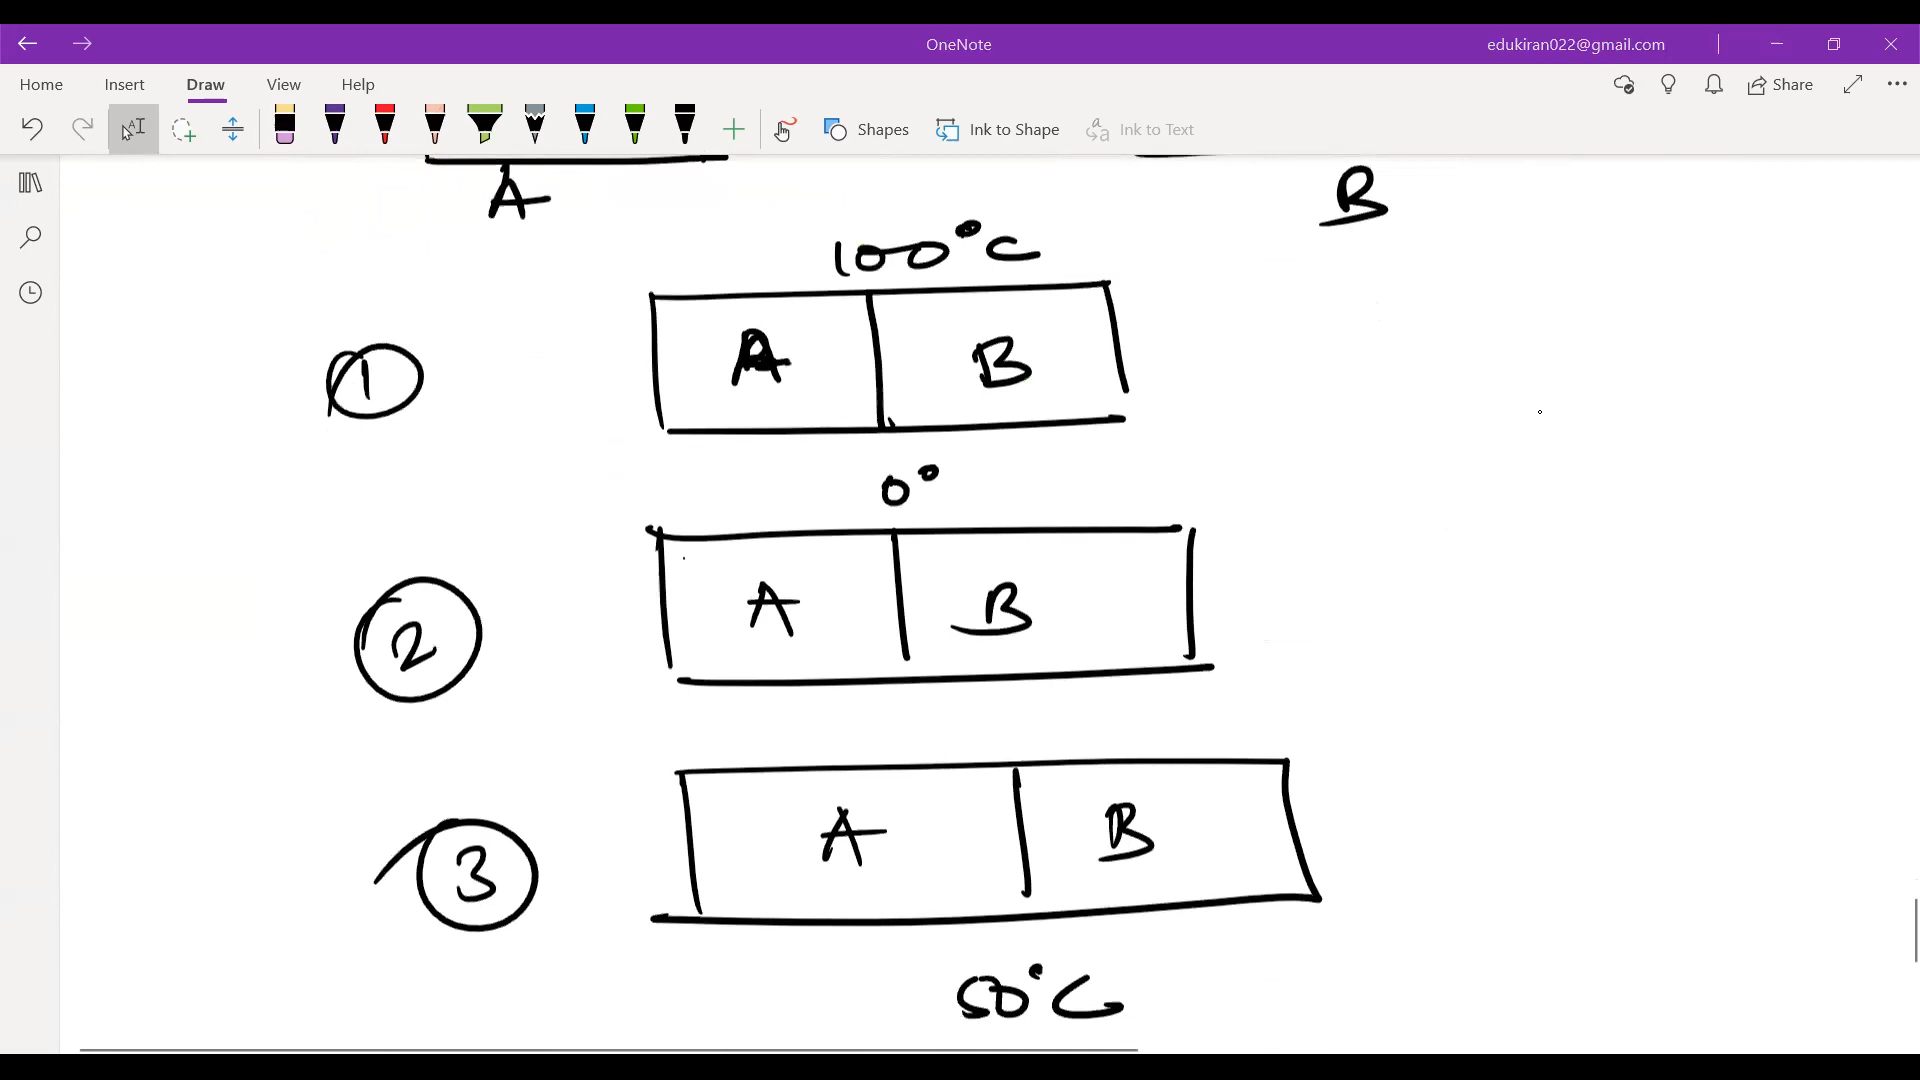 OneNote
edukiran022@gmail.com
Home Insert Draw View Help
Share
Shapes Ink to Shape Ink to Text
A B
100°C
1 A B
0°
2 A B
3 A B
50°C